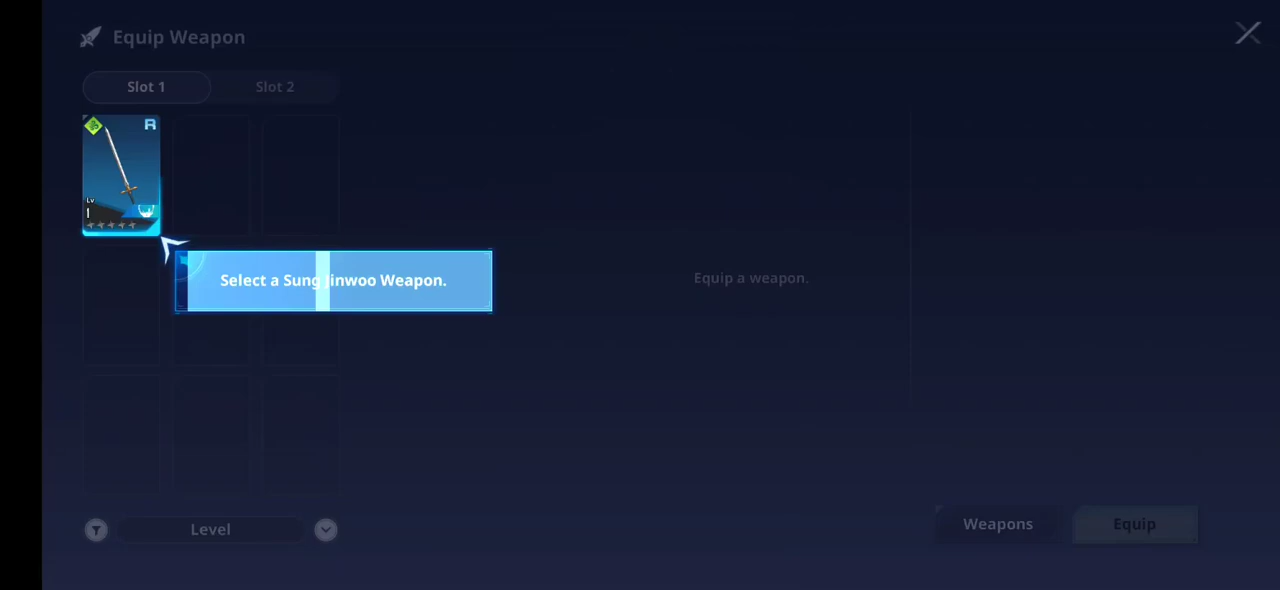 Equip Weapon
Slot 1
Slot 2
R
Lv
1
Select a Sung Jinwoo Weapon.
Equip a weapon.
Level
Weapons
Equip